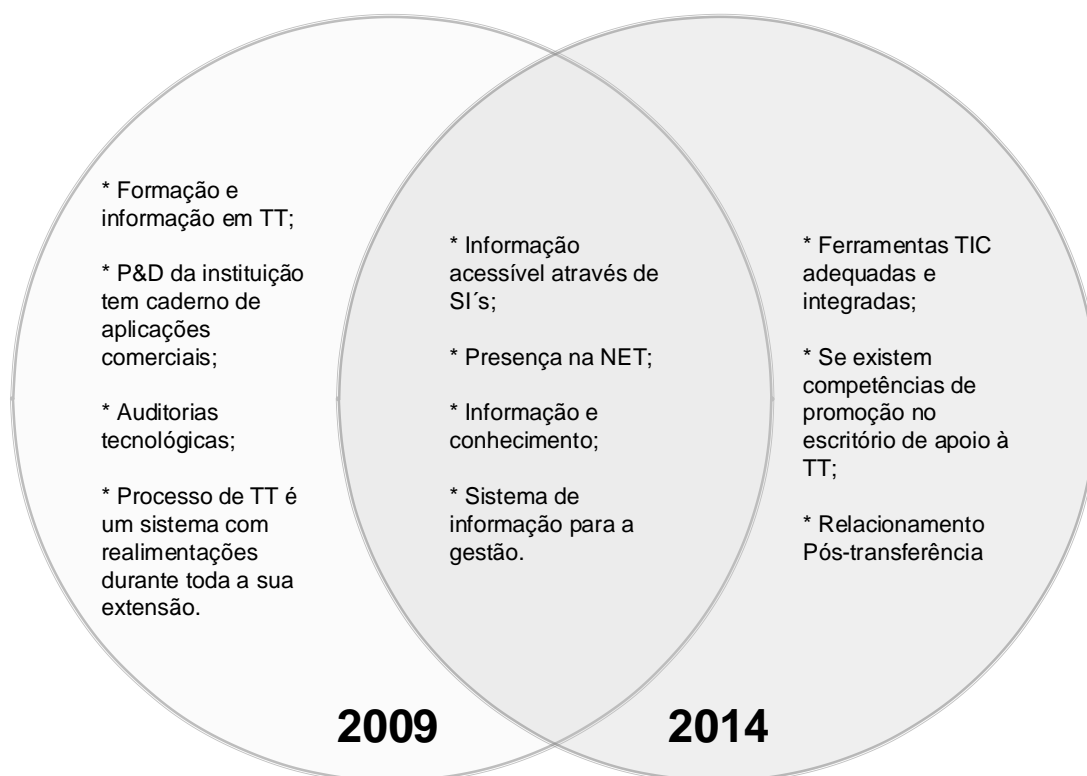 * Formação e
informação em TT;
* P&D da instituição
tem caderno de
aplicações
comerciais;
* Auditorias
tecnológicas;
* Processo de TT é
um sistema com
realimentações
durante toda a sua
extensão.
* Informação
acessível através de
SI´s;
* Presença na NET;
* Informação e
conhecimento;
* Sistema de
informação para a
gestão.
* Ferramentas TIC
adequadas e
integradas;
* Se existem
competências de
promoção no
escritório de apoio à
TT;
* Relacionamento
Pós-transferência
2009
2014